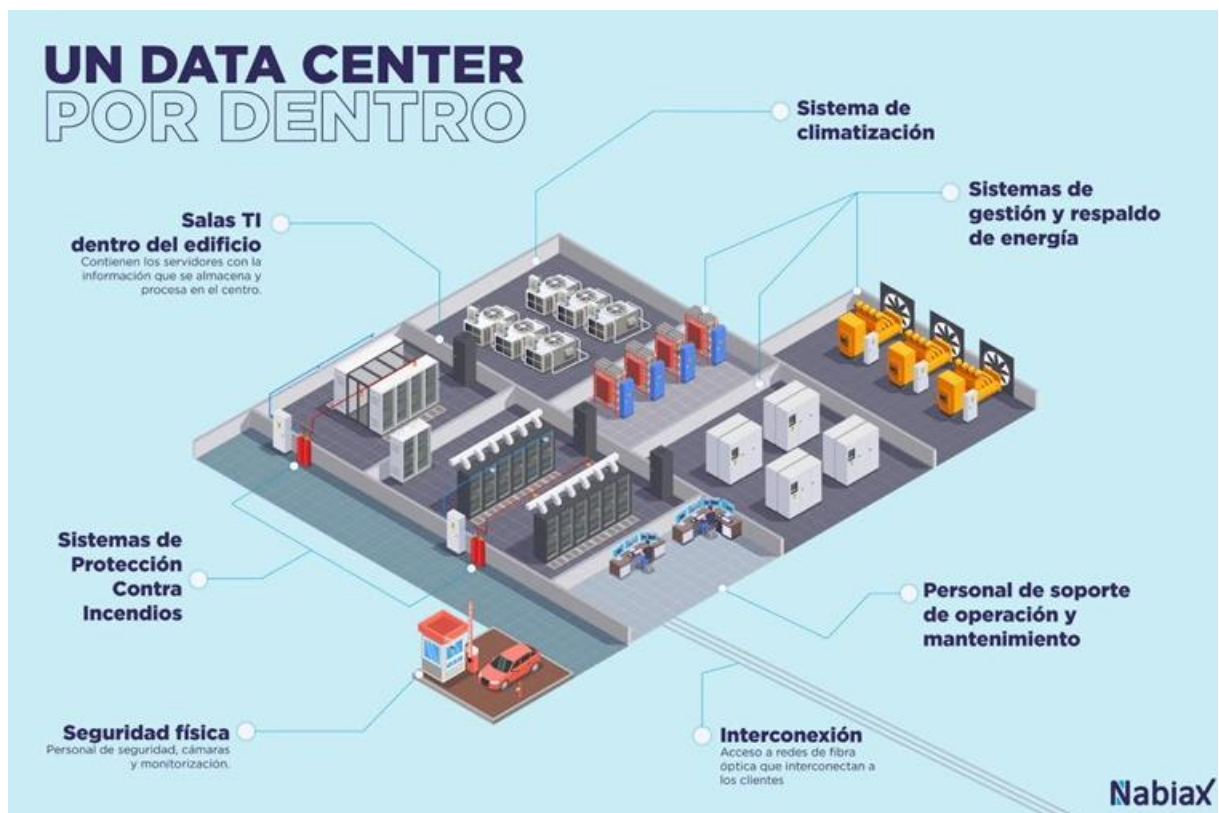 UN DATA CENTER
POR DENTRO
Sistema de
climatización
Sistemas de
gestión y respaldo
de energía
Salas TI
dentro del edificio
Contienen los servidores con la
información que se almacena y
procesa en el centro.
Sistemas de
Protección
Contra
Incendios
Personal de soporte
de operación y
mantenimiento
Seguridad física
Personal de seguridad, cámaras
y monitorización.
Interconexión
Acceso a redes de fibra
óptica que interconectan a
los clientes
Nabiax